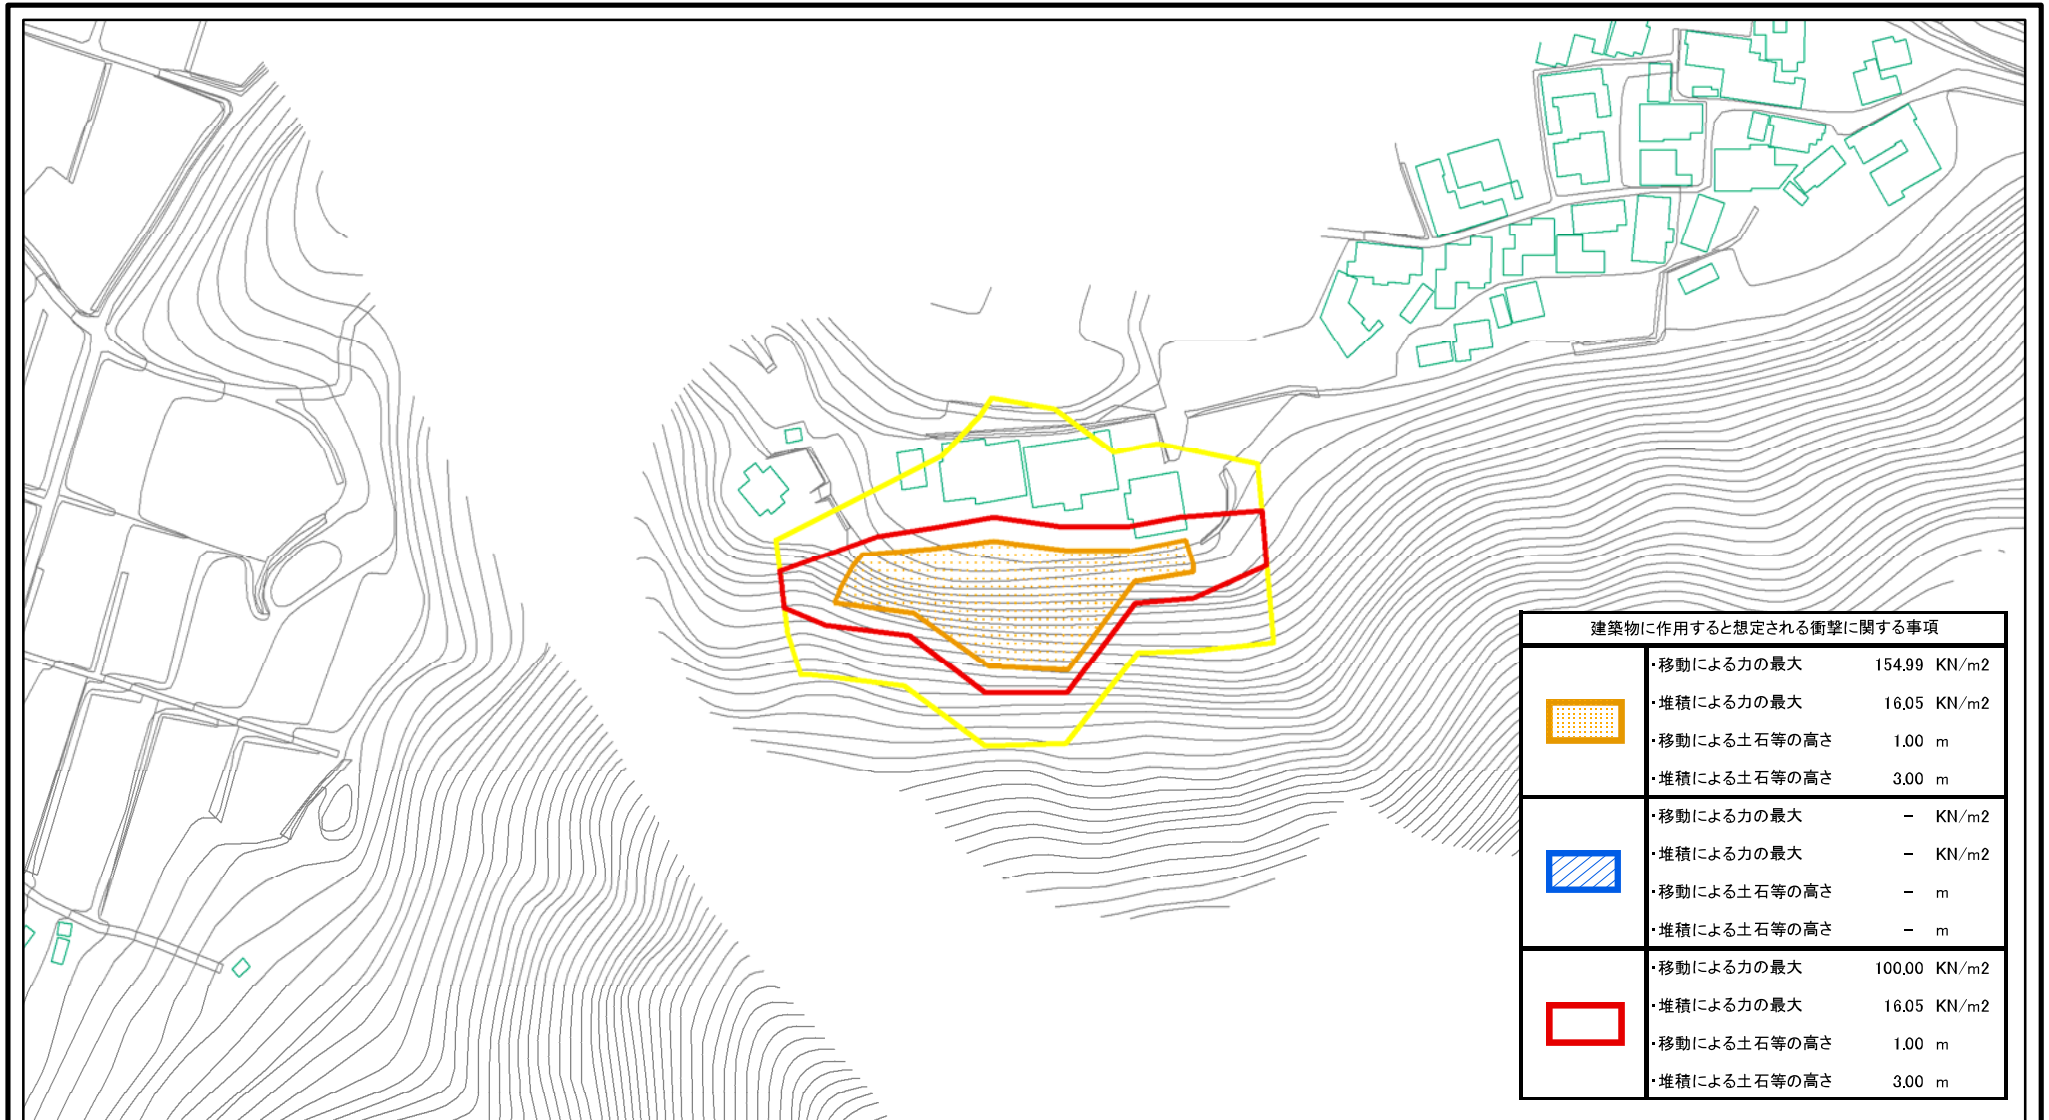 建築物に作用すると想定される衝撃に関する事項
・移動による力の最大 154.99 KN/m2
・堆積による力の最大 16.05 KN/m2
・移動による土石等の高さ 1.00 m
・堆積による土石等の高さ 3.00 m
・移動による力の最大 − KN/m2
・堆積による力の最大 − KN/m2
・移動による土石等の高さ − m
・堆積による土石等の高さ − m
・移動による力の最大 100.00 KN/m2
・堆積による力の最大 16.05 KN/m2
・移動による土石等の高さ 1.00 m
・堆積による土石等の高さ 3.00 m